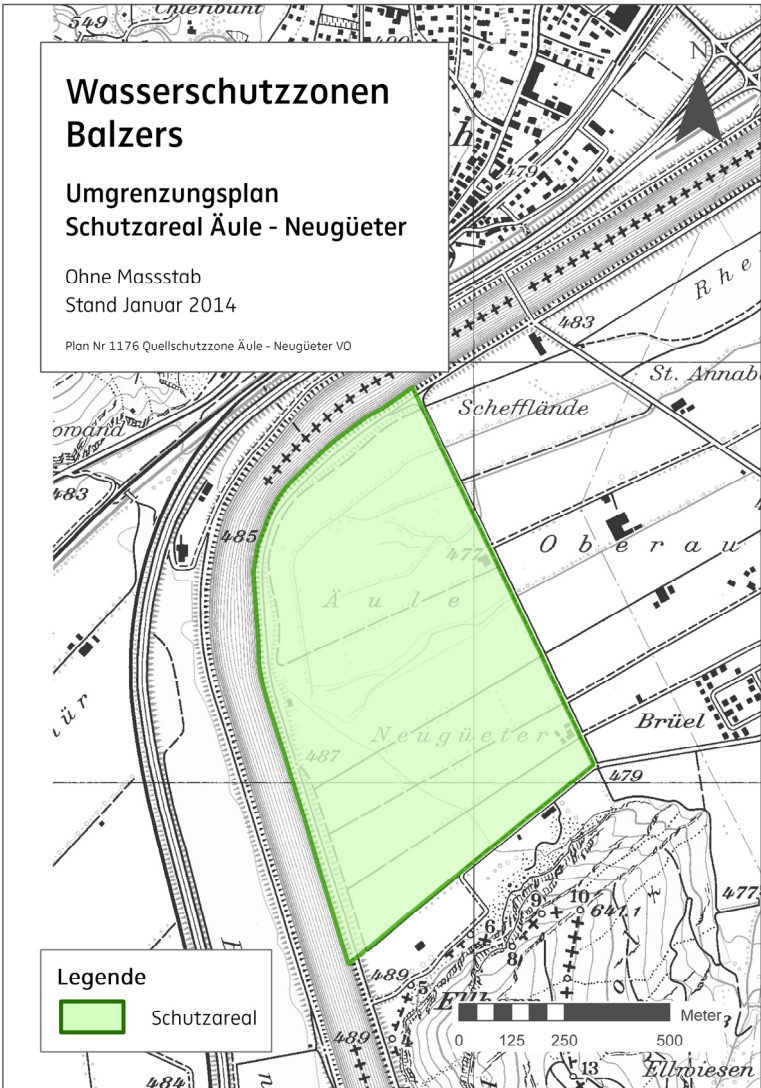 549
Wasserschutzzonen
Balzers
Umgrenzungsplan
Schutzareal Äule - Neugüeter
Ohne Massstab
Stand Januar 2014
Plan Nr 1176 Quellschutzzone Äule - Neugüeter VO
N
479
483
St. Annab
Schefflände
483
485
477
Oberau
Äule
Neugüeter
Brüel
487
479
477
10
641.1
9
6
8
489
5
4
489
484
13
Ellwiesen
Legende
Schutzareal
Meter
0 125 250 500